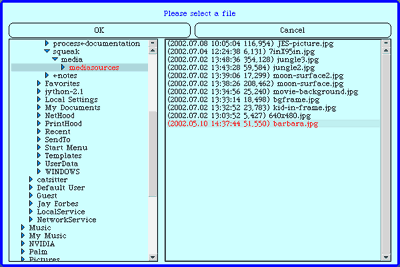 Please select a file
OK
Cancel
process+documentation
squeak
media
mediasources
+notes
Favorites
jython-2.1
Local Settings
My Documents
NetHood
PrintHood
Recent
SendTo
Start Menu
Templates
UserData
WINDOWS
catsitter
Default User
Guest
Jay Forbes
LocalService
NetworkService
Music
My Music
NVIDIA
Palm
Pictures
(2002.07.08 10:05:04 116,954) JES-picture.jpg
(2002.07.04 12:24:38 6,131) 7inX95in.jpg
(2002.07.02 13:48:36 354,128) jungle3.jpg
(2002.07.02 13:43:28 59,584) jungle2.jpg
(2002.07.02 13:39:06 17,299) moon-surface2.jpg
(2002.07.02 13:38:26 208,462) moon-surface.jpg
(2002.07.02 13:34:56 25,240) movie-background.jpg
(2002.07.02 13:33:14 18,498) bgframe.jpg
(2002.07.02 13:32:52 23,783) kid-in-frame.jpg
(2002.07.02 13:03:52 5,427) 640x480.jpg
(2002.05.10 14:37:44 51,550) barbara.jpg